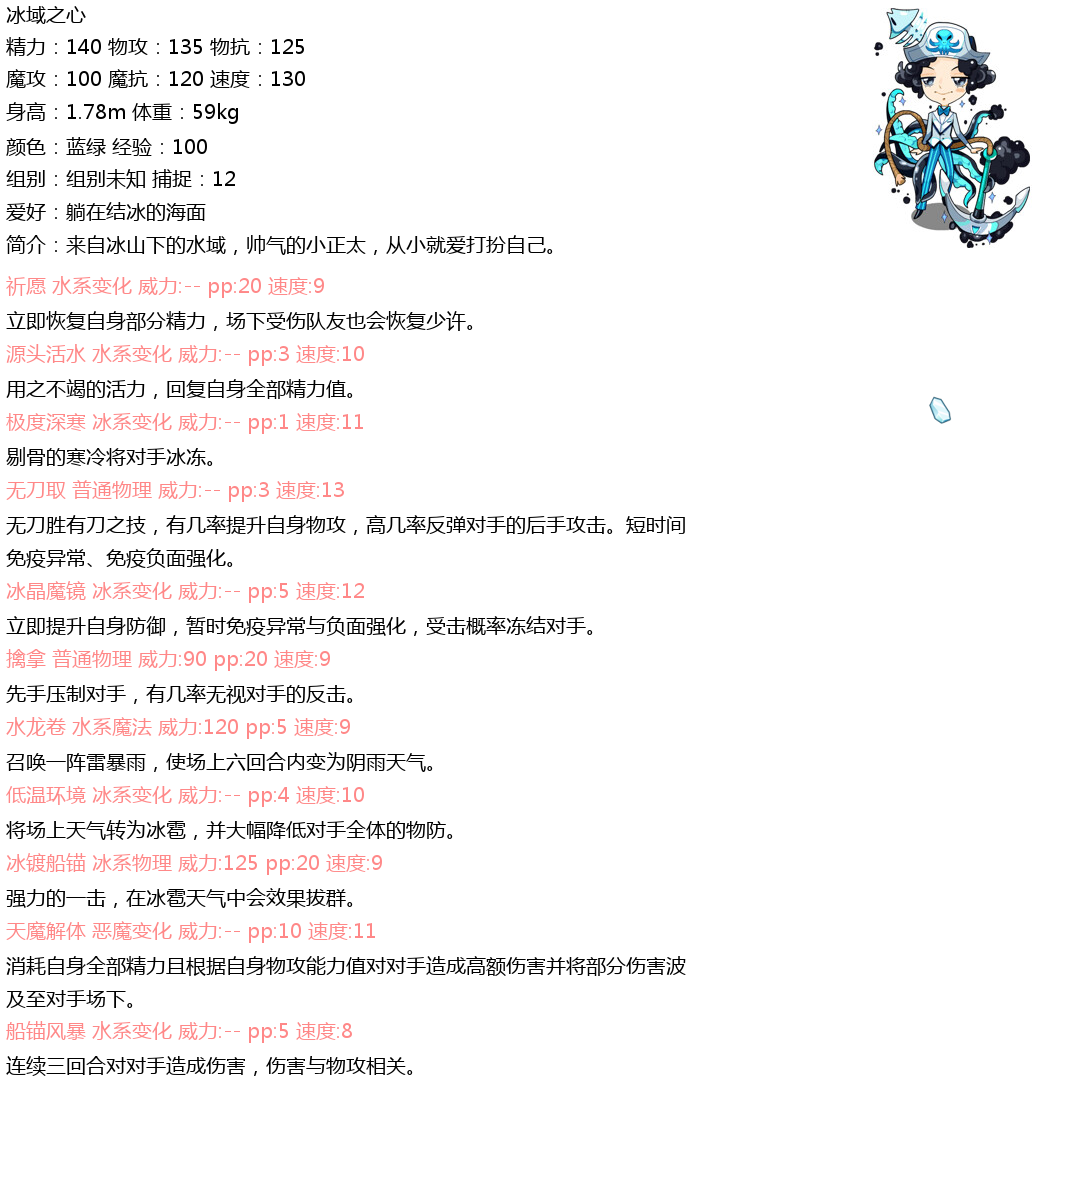 冰域之心
精力：140 物攻：135 物抗：125
魔攻：100 魔抗：120 速度：130
身高：1.78m 体重：59kg
颜色：蓝绿 经验：100
组别：组别未知 捕捉：12
爱好：躺在结冰的海面
简介：来自冰山下的水域，帅气的小正太，从小就爱打扮自己。
祈愿 水系变化 威力:-- pp:20 速度:9
立即恢复自身部分精力，场下受伤队友也会恢复少许。
源头活水 水系变化 威力:-- pp:3 速度:10
用之不竭的活力，回复自身全部精力值。
极度深寒 冰系变化 威力:-- pp:1 速度:11
剔骨的寒冷将对手冰冻。
无刀取 普通物理 威力:-- pp:3 速度:13
无刀胜有刀之技，有几率提升自身物攻，高几率反弹对手的后手攻击。短时间
免疫异常、免疫负面强化。
冰晶魔镜 冰系变化 威力:-- pp:5 速度:12
立即提升自身防御，暂时免疫异常与负面强化，受击概率冻结对手。
擒拿 普通物理 威力:90 pp:20 速度:9
先手压制对手，有几率无视对手的反击。
水龙卷 水系魔法 威力:120 pp:5 速度:9
召唤一阵雷暴雨，使场上六回合内变为阴雨天气。
低温环境 冰系变化 威力:-- pp:4 速度:10
将场上天气转为冰雹，并大幅降低对手全体的物防。
冰镀船锚 冰系物理 威力:125 pp:20 速度:9
强力的一击，在冰雹天气中会效果拔群。
天魔解体 恶魔变化 威力:-- pp:10 速度:11
消耗自身全部精力且根据自身物攻能力值对对手造成高额伤害并将部分伤害波
及至对手场下。
船锚风暴 水系变化 威力:-- pp:5 速度:8
连续三回合对对手造成伤害，伤害与物攻相关。